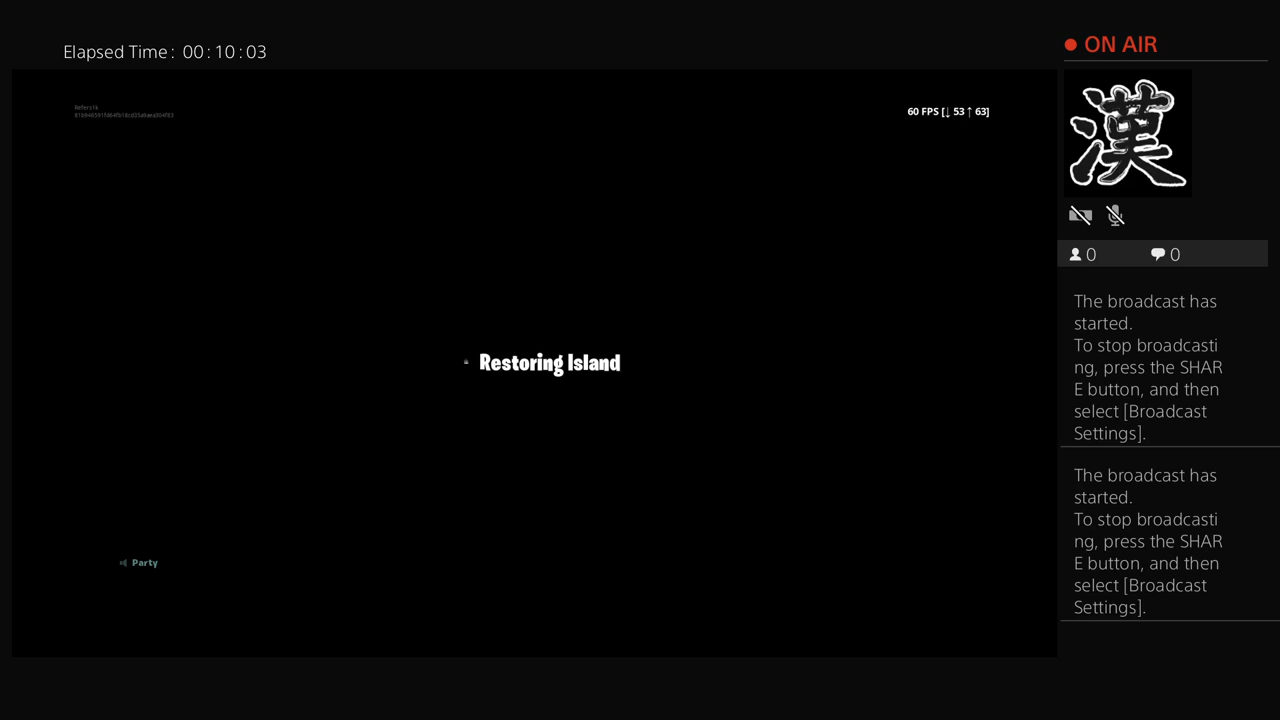 Elapsed Time: 00:10:03
ON AIR
60 FPS [↓ 53 ↑ 63]
漢
0 0
The broadcast has
started.
To stop broadcasti
ng, press the SHAR
E button, and then
select [Broadcast
Settings].
Restoring Island
The broadcast has
started.
To stop broadcasti
ng, press the SHAR
E button, and then
select [Broadcast
Settings].
Party